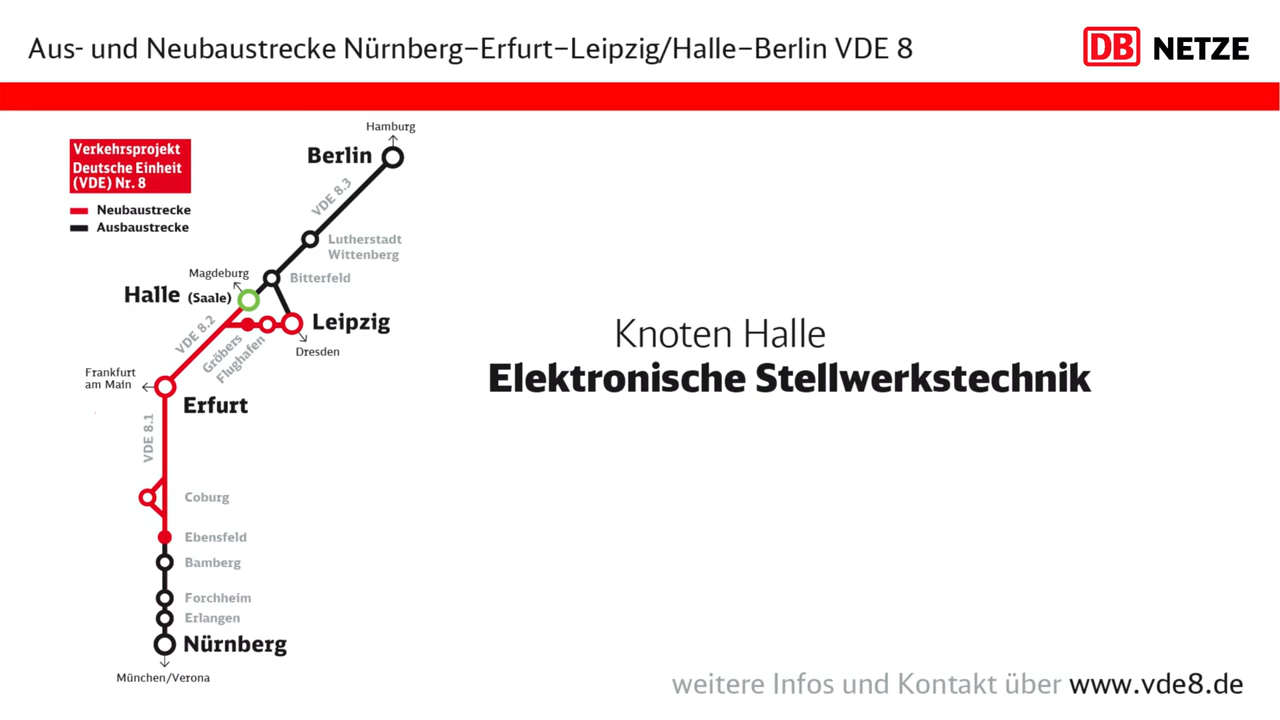 Aus- und Neubaustrecke Nürnberg–Erfurt–Leipzig/Halle–Berlin VDE 8
DB NETZE
Hamburg
Verkehrsprojekt
Deutsche Einheit
(VDE) Nr. 8
Berlin
VDE 8.3
Neubaustrecke
Ausbaustrecke
Lutherstadt
Wittenberg
Magdeburg
Bitterfeld
Halle (Saale)
Leipzig
VDE 8.2
Gröbers
Flughafen
Dresden
Knoten Halle
Elektronische Stellwerkstechnik
Frankfurt
am Main
Erfurt
VDE 8.1
Coburg
Ebensfeld
Bamberg
Forchheim
Erlangen
Nürnberg
München/Verona
weitere Infos und Kontakt über www.vde8.de